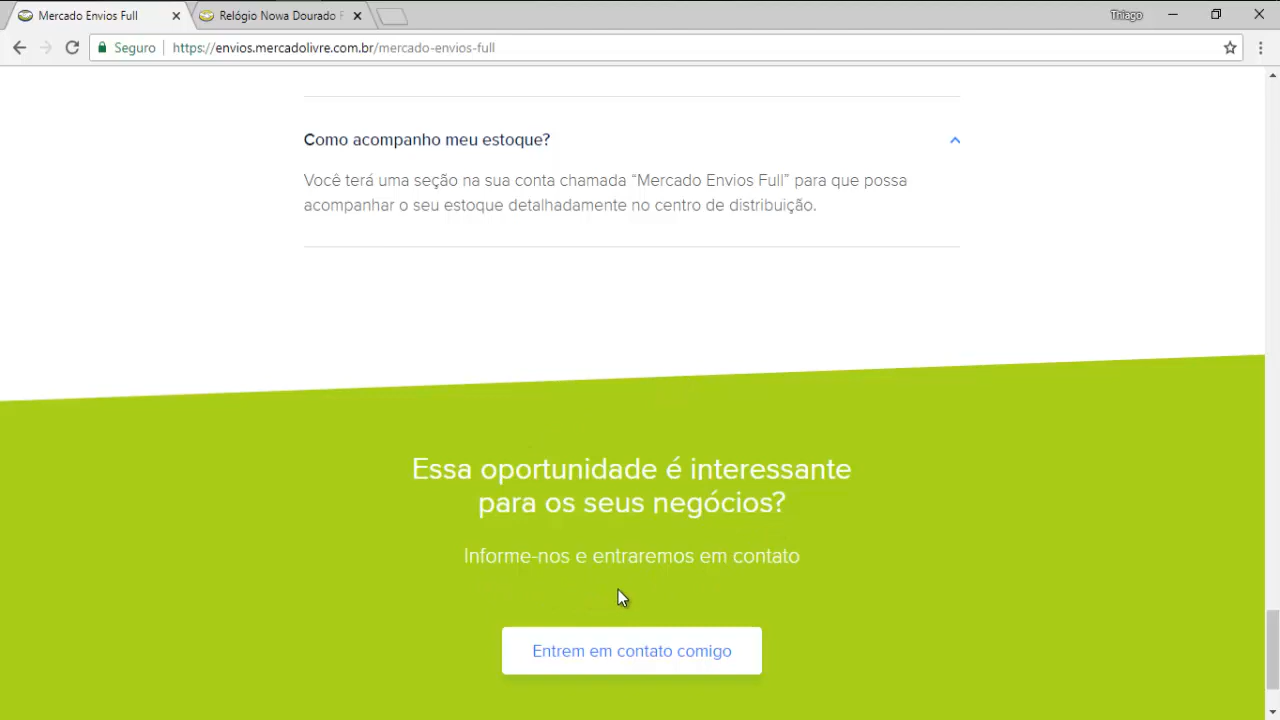 Mercado Envios Full
Relógio Nowa Dourado F
Thiago
Seguro
https://envios.mercadolivre.com.br/mercado-envios-full
Como acompanho meu estoque?
Você terá uma seção na sua conta chamada “Mercado Envios Full” para que possa
acompanhar o seu estoque detalhadamente no centro de distribuição.
Essa oportunidade é interessante
para os seus negócios?
Informe-nos e entraremos em contato
Entrem em contato comigo